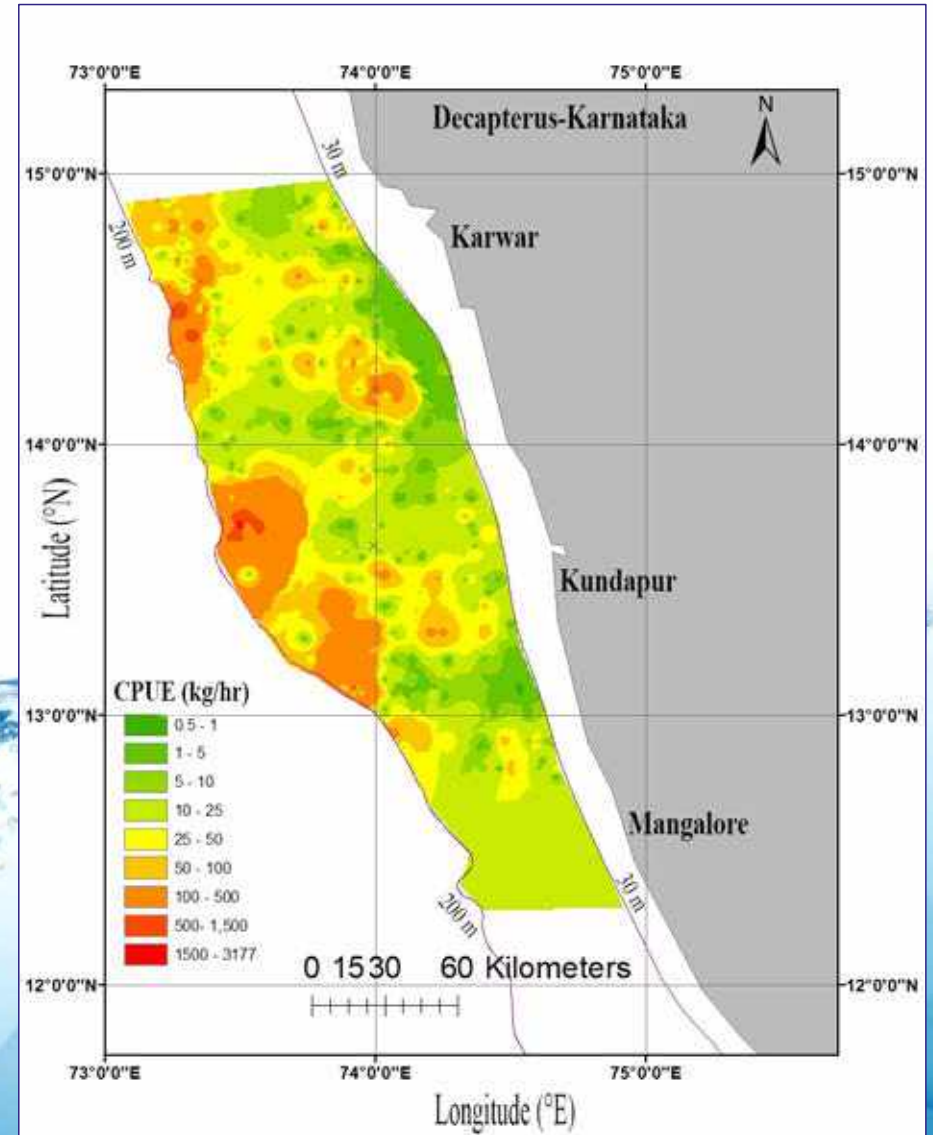 73°0'0"E 74°0'0"E 75°0'0"E
Decapterus-Karnataka
N
30 m
15°0'0"N 15°0'0"N
200 m
Karwar
14°0'0"N 14°0'0"N
Latitude (°N)
Kundapur
CPUE (kg/hr)
13°0'0"N 13°0'0"N
0.5 - 1
1 - 5
5 - 10
10 - 25
25 - 50
50 - 100
100 - 500
500- 1,500
1500 - 3177
Mangalore
30 m
200 m
0 15 30 60 Kilometers
12°0'0"N 12°0'0"N
73°0'0"E 74°0'0"E 75°0'0"E
Longitude (°E)